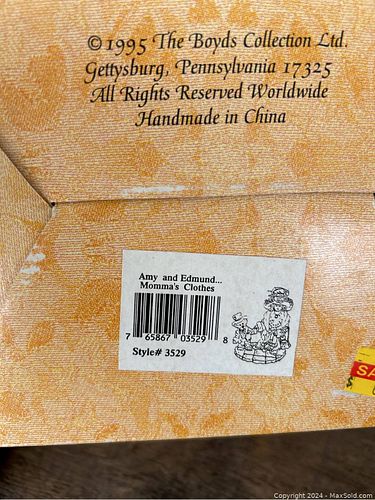 © 1995 The Boyds Collection Ltd.
Gettysburg, Pennsylvania 17325
All Rights Reserved Worldwide
Handmade in China
Amy and Edmund...
Momma's Clothes
7 65867 03529 8
Style# 3529
SA
$
Copyright 2024 - MaxSold.com